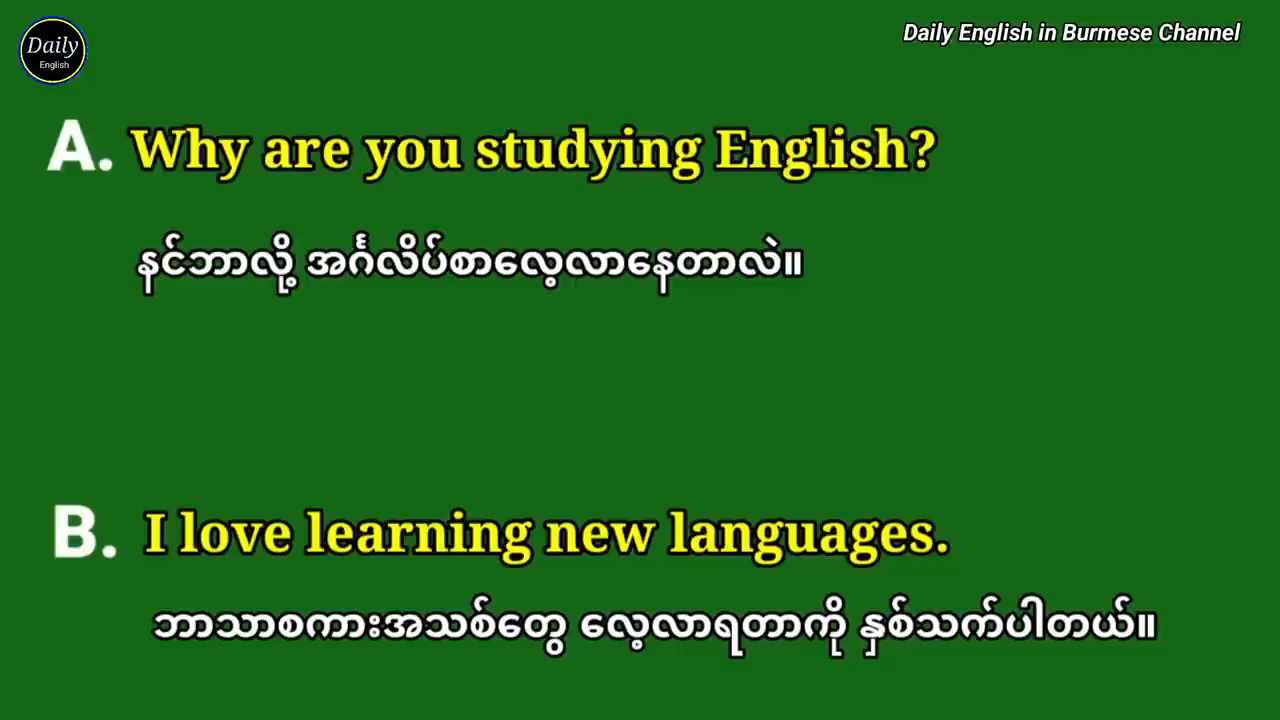 Daily
English
Daily English in Burmese Channel
A. Why are you studying English?
နင်ဘာလို့ အင်္ဂလိပ်စာလေ့လာနေတာလဲ။
B. I love learning new languages.
ဘာသာစကားအသစ်တွေ လေ့လာရတာကို နှစ်သက်ပါတယ်။